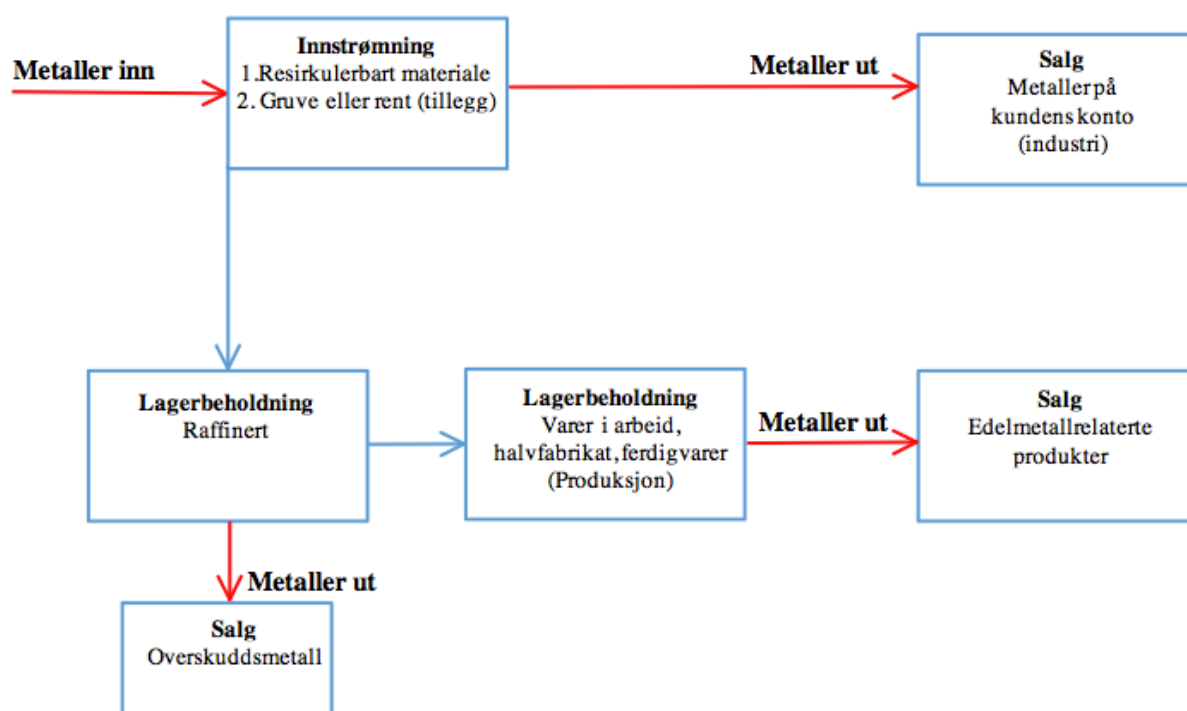 Innstrømning
1.Resirkulerbart materiale
2. Gruve eller rent (tillegg)
Metaller inn
Metaller ut
Salg
Metaller på
kundens konto
(industri)
Lagerbeholdning
Raffinert
Lagerbeholdning
Varer i arbeid,
halvfabrikat, ferdigvarer
(Produksjon)
Metaller ut
Salg
Edelmetallrelaterte
produkter
Metaller ut
Salg
Overskuddsmetall